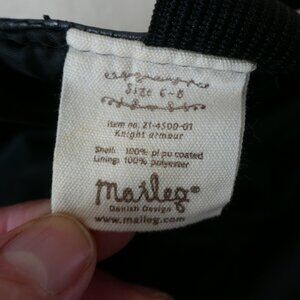 Size 6-8
Item no. 21-4500-01
Knight armour
Shell: 100% pl pu coated
Lining: 100% polyester
Maileg®
Danish Design
www.maileg.com